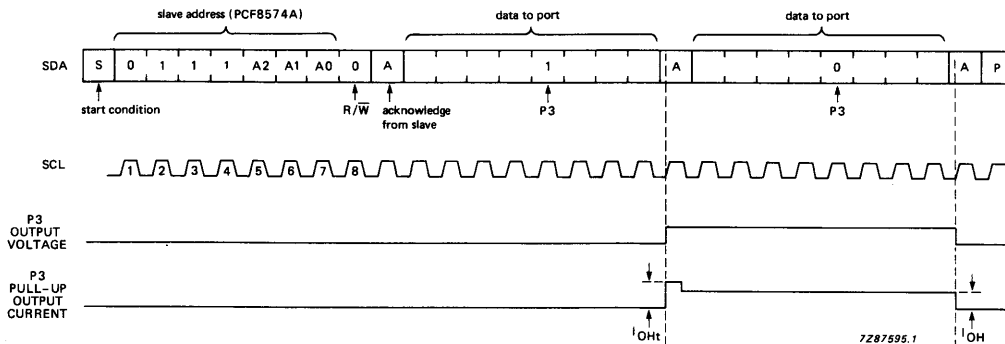 slave address (PCF8574A) data to port data to port
SDA S 0 1 1 1 A2 A1 A0 0 A 1 A 0 A P
start condition R/W̅ acknowledge from slave P3 P3
SCL 1 2 3 4 5 6 7 8
P3
OUTPUT
VOLTAGE
P3
PULL-UP
OUTPUT
CURRENT
IOHt IOH
7Z87595.1